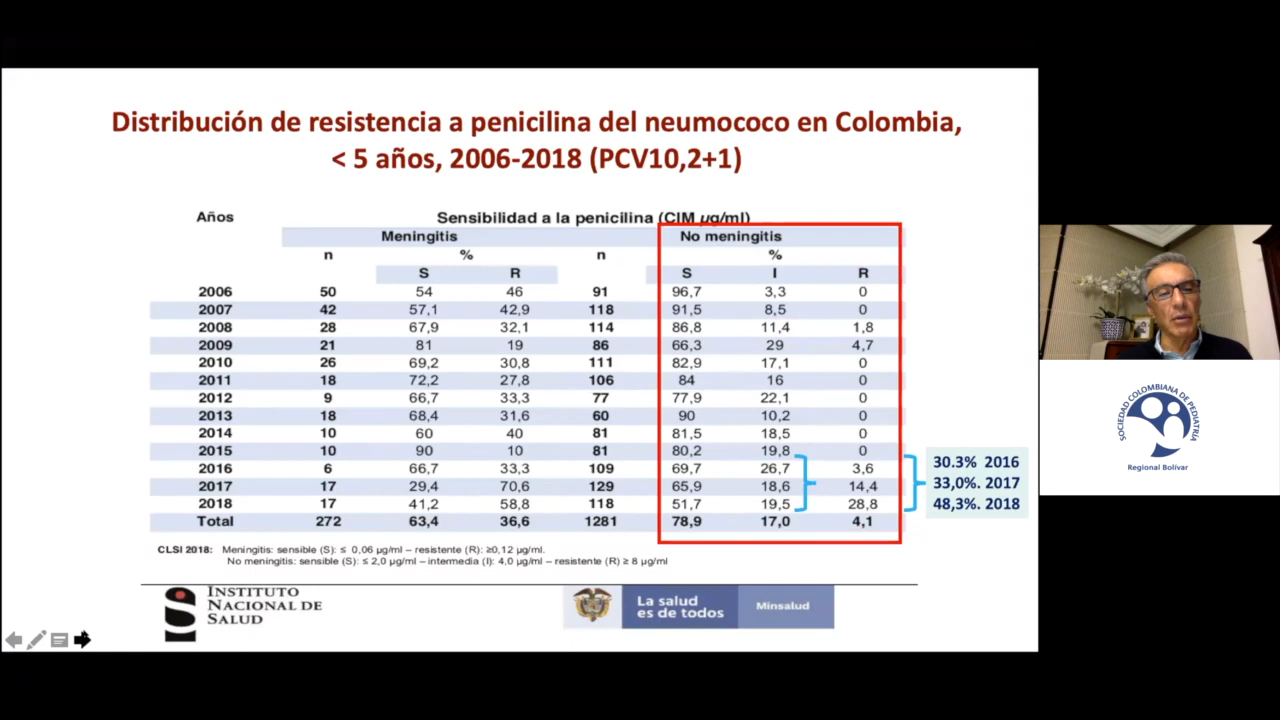 Distribución de resistencia a penicilina del neumococo en Colombia,
< 5 años, 2006-2018 (PCV10,2+1)
Años Sensibilidad a la penicilina (CIM µg/ml)
Meningitis No meningitis
n % n %
S R S I R
2006 50 54 46 91 96,7 3,3 0
2007 42 57,1 42,9 118 91,5 8,5 0
2008 28 67,9 32,1 114 86,8 11,4 1,8
2009 21 81 19 86 66,3 29 4,7
2010 26 69,2 30,8 111 82,9 17,1 0
2011 18 72,2 27,8 106 84 16 0
2012 9 66,7 33,3 77 77,9 22,1 0
2013 18 68,4 31,6 60 90 10,2 0
2014 10 60 40 81 81,5 18,5 0
2015 10 90 10 81 80,2 19,8 0
2016 6 66,7 33,3 109 69,7 26,7 3,6
2017 17 29,4 70,6 129 65,9 18,6 14,4
2018 17 41,2 58,8 118 51,7 19,5 28,8
Total 272 63,4 36,6 1281 78,9 17,0 4,1
30.3% 2016
33,0%. 2017
48,3%. 2018
CLSI 2018: Meningitis: sensible (S): ≤ 0,06 µg/ml – resistente (R): ≥0,12 µg/ml.
No meningitis: sensible (S): ≤ 2,0 µg/ml – intermedia (I): 4,0 µg/ml – resistente (R) ≥ 8 µg/ml
INSTITUTO
NACIONAL DE
SALUD
La salud
es de todos
Minsalud
SOCIEDAD COLOMBIANA DE PEDIATRÍA
Regional Bolívar